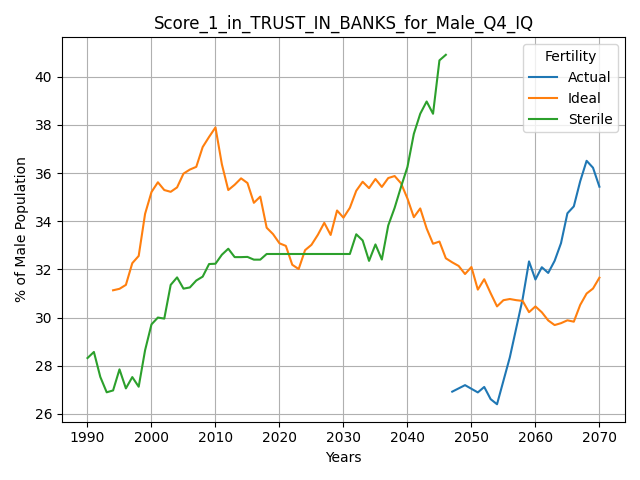 Score_1_in_TRUST_IN_BANKS_for_Male_Q4_IQ
Fertility
Actual
Ideal
Sterile
% of Male Population
40
38
36
34
32
30
28
26
1990 2000 2010 2020 2030 2040 2050 2060 2070
Years